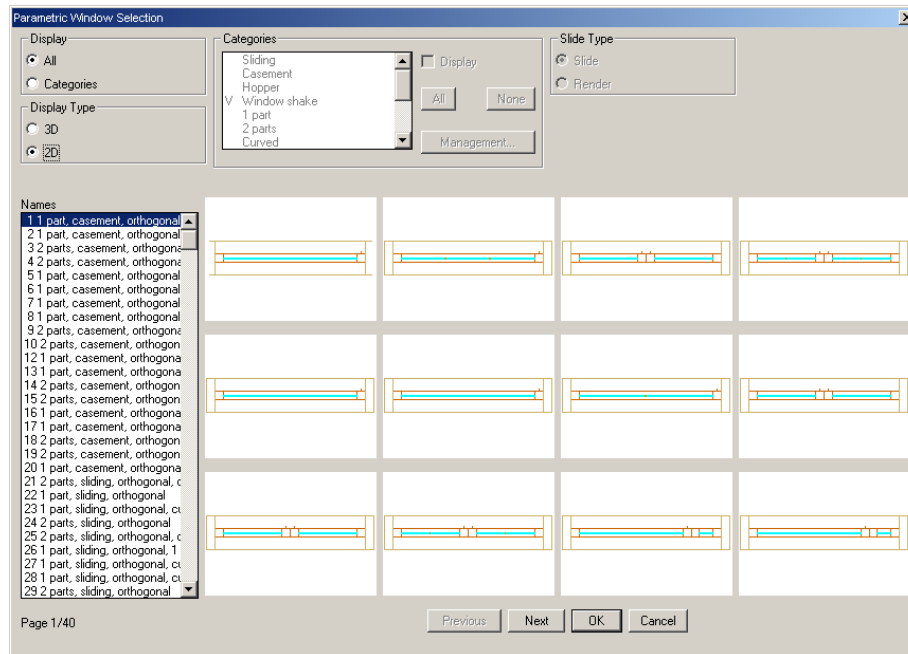 Parametric Window Selection
Display
All
Categories
Display Type
3D
2D
Categories
Sliding
Casement
Hopper
V Window shake
1 part
2 parts
Curved
Display
All
None
Management...
Slide Type
Slide
Render
Names
1 1 part, casement, orthogonal
2 1 part, casement, orthogonal
3 2 parts, casement, orthogona
4 2 parts, casement, orthogona
5 1 part, casement, orthogonal
6 1 part, casement, orthogonal
7 1 part, casement, orthogonal
8 1 part, casement, orthogonal
9 2 parts, casement, orthogona
10 2 parts, casement, orthogon
12 1 part, casement, orthogona
13 1 part, casement, orthogona
14 2 parts, casement, orthogon
15 2 parts, casement, orthogon
16 1 part, casement, orthogona
17 1 part, casement, orthogona
18 2 parts, casement, orthogon
19 2 parts, casement, orthogon
20 1 part, casement, orthogona
21 2 parts, sliding, orthogonal, c
22 1 part, sliding, orthogonal
23 1 part, sliding, orthogonal, cu
24 2 parts, sliding, orthogonal
25 2 parts, sliding, orthogonal, c
26 1 part, sliding, orthogonal, 1
27 1 part, sliding, orthogonal, cu
28 1 part, sliding, orthogonal, cu
29 2 parts, sliding, orthogonal
Page 1/40
Previous
Next
OK
Cancel